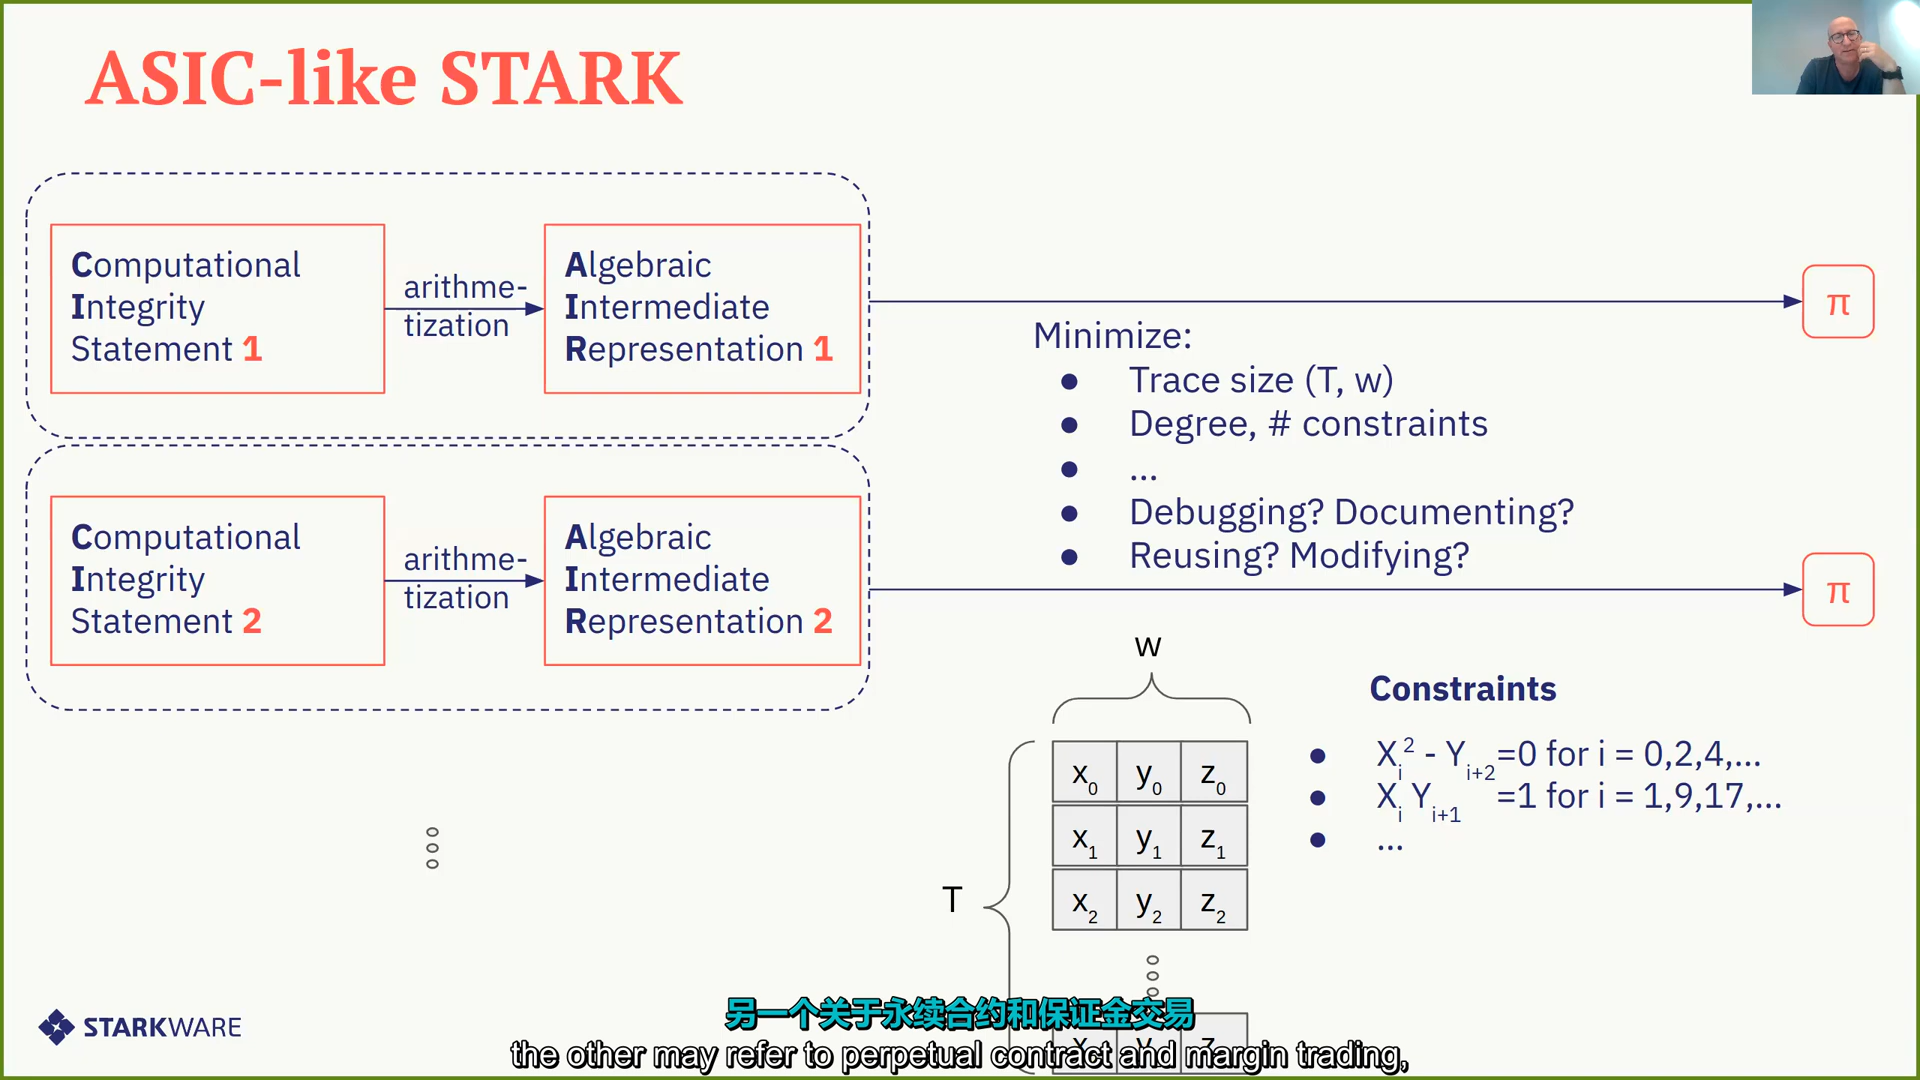 ASIC-like STARK
Computational
Integrity
Statement 1
arithme-
tization
Algebraic
Intermediate
Representation 1
π
Minimize:
● Trace size (T, w)
● Degree, # constraints
● ...
● Debugging? Documenting?
● Reusing? Modifying?
Computational
Integrity
Statement 2
arithme-
tization
Algebraic
Intermediate
Representation 2
π
w
Constraints
● Xᵢ² - Yᵢ₊₂=0 for i = 0,2,4,...
● Xᵢ Yᵢ₊₁ =1 for i = 1,9,17,...
● ...
T
x₀ y₀ z₀
x₁ y₁ z₁
x₂ y₂ z₂
STARKWARE
另一个关于永续合约和保证金交易
the other may refer to perpetual contract and margin trading,